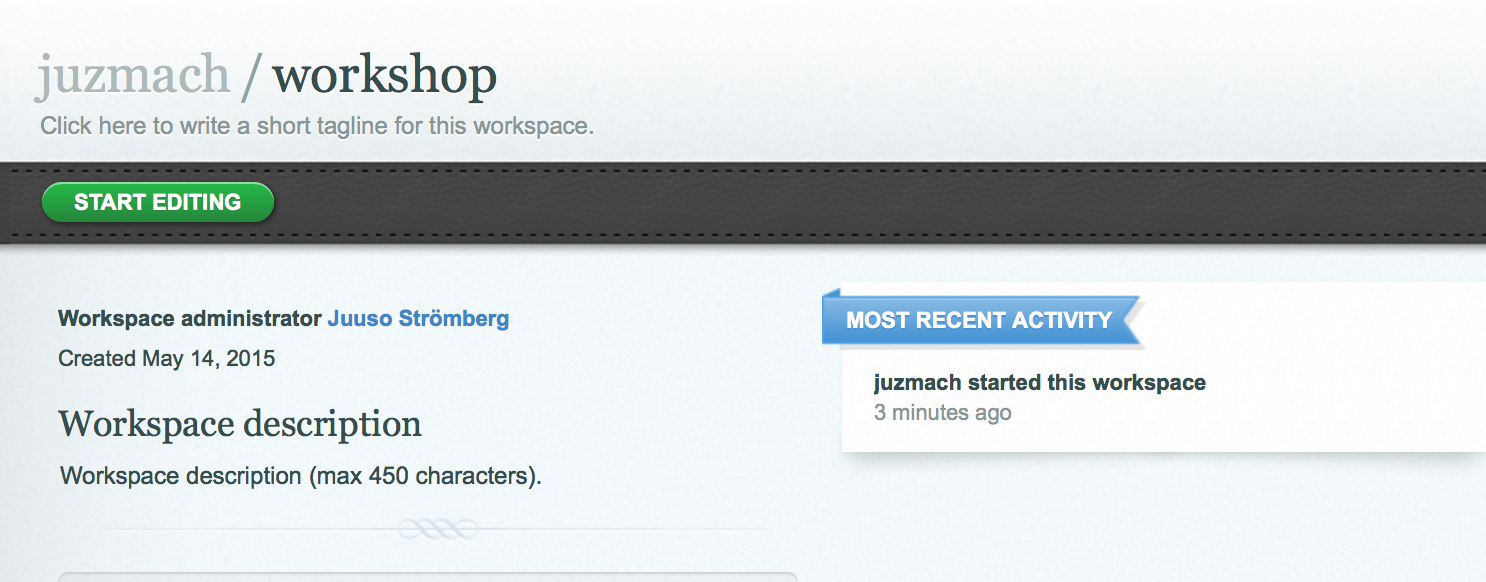 juzmach / workshop
Click here to write a short tagline for this workspace.
START EDITING
Workspace administrator Juuso Strömberg
Created May 14, 2015
Workspace description
Workspace description (max 450 characters).
MOST RECENT ACTIVITY
juzmach started this workspace
3 minutes ago